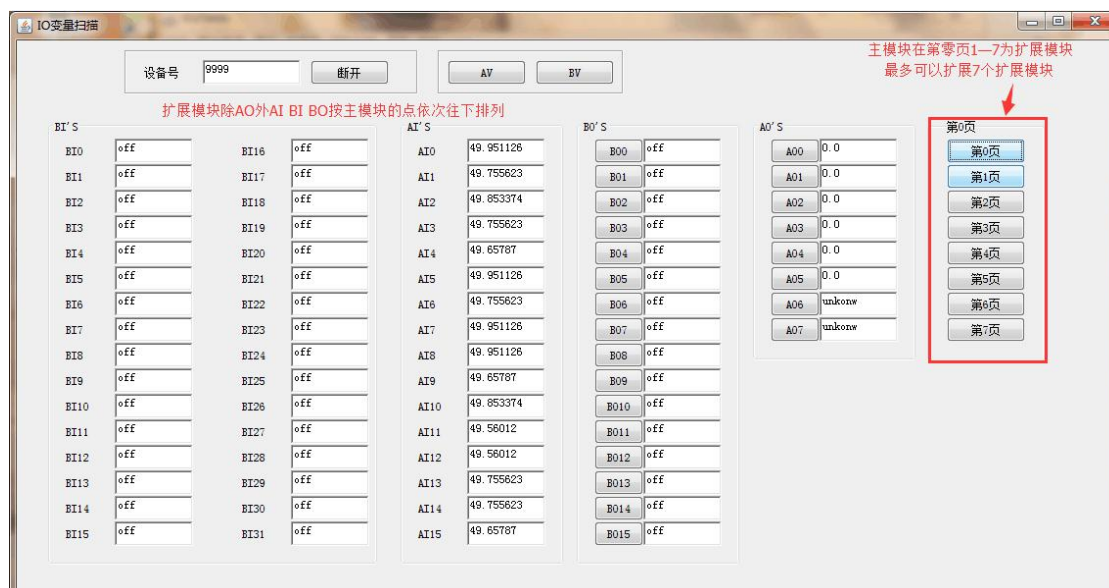 IO变量扫描
主模块在第零页1—7为扩展模块
最多可以扩展7个扩展模块
设备号 9999 断开 AV BV
扩展模块除AO外AI BI BO按主模块的点依次往下排列
BI'S AI'S BO'S AO'S 第0页
BI0 off BI16 off AI0 49.951126 BO0 off AO0 0.0 第0页
BI1 off BI17 off AI1 49.755623 BO1 off AO1 0.0 第1页
BI2 off BI18 off AI2 49.853374 BO2 off AO2 0.0 第2页
BI3 off BI19 off AI3 49.755623 BO3 off AO3 0.0 第3页
BI4 off BI20 off AI4 49.65787 BO4 off AO4 0.0 第4页
BI5 off BI21 off AI5 49.951126 BO5 off AO5 0.0 第5页
BI6 off BI22 off AI6 49.755623 BO6 off AO6 unkonw 第6页
BI7 off BI23 off AI7 49.951126 BO7 off AO7 unkonw 第7页
BI8 off BI24 off AI8 49.951126 BO8 off
BI9 off BI25 off AI9 49.65787 BO9 off
BI10 off BI26 off AI10 49.853374 BO10 off
BI11 off BI27 off AI11 49.56012 BO11 off
BI12 off BI28 off AI12 49.56012 BO12 off
BI13 off BI29 off AI13 49.755623 BO13 off
BI14 off BI30 off AI14 49.755623 BO14 off
BI15 off BI31 off AI15 49.65787 BO15 off